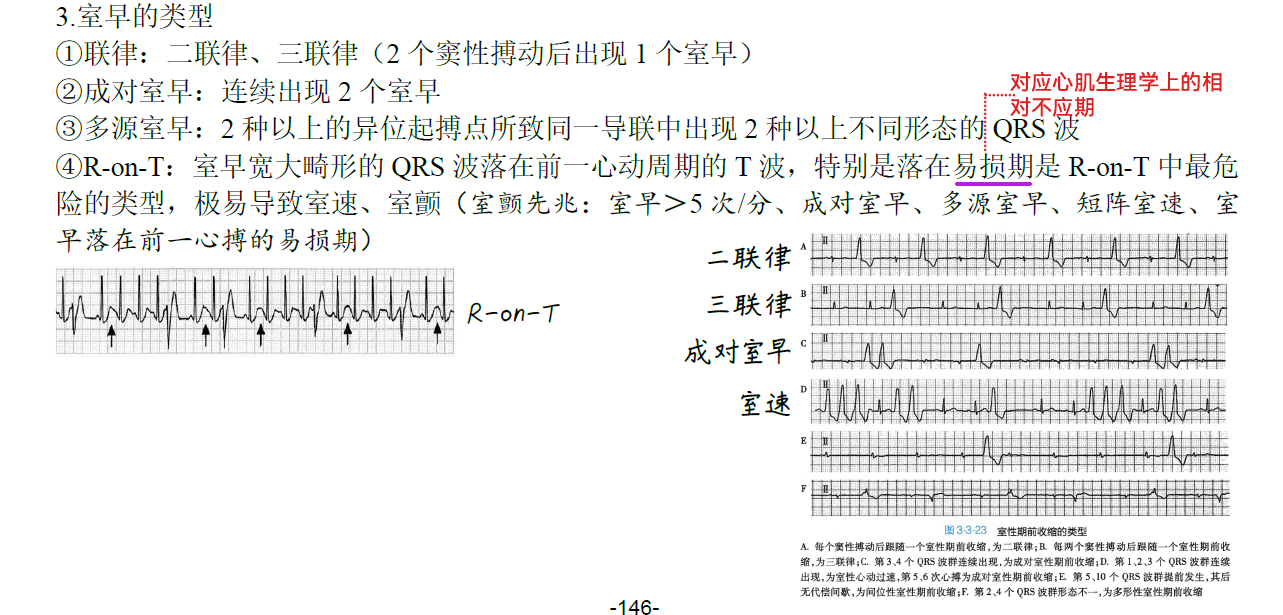 3.室早的类型
①联律：二联律、三联律（2 个窦性搏动后出现 1 个室早）
②成对室早：连续出现 2 个室早
对应心肌生理学上的相
对不应期
③多源室早：2 种以上的异位起搏点所致同一导联中出现 2 种以上不同形态的 QRS 波
④R-on-T：室早宽大畸形的 QRS 波落在前一心动周期的 T 波，特别是落在易损期是 R-on-T 中最危
险的类型，极易导致室速、室颤（室颤先兆：室早＞5 次/分、成对室早、多源室早、短阵室速、室
早落在前一心搏的易损期）
R-on-T
二联律 A II
三联律 B II
成对室早 C II
室速 D II
E II
F II
图 3-3-23 室性期前收缩的类型
A. 每个窦性搏动后跟随一个室性期前收缩,为二联律;B. 每两个窦性搏动后跟随一个室性期前收
缩,为三联律;C. 第 3、4 个 QRS 波群连续出现,为成对室性期前收缩;D. 第 1、2、3 个 QRS 波群连续
出现,为室性心动过速,第 5、6 次心搏为成对室性期前收缩;E. 第 5、10 个 QRS 波群提前发生,其后
无代偿间歇,为间位性室性期前收缩;F. 第 2、4 个 QRS 波群形态不一,为多形性室性期前收缩
-146-